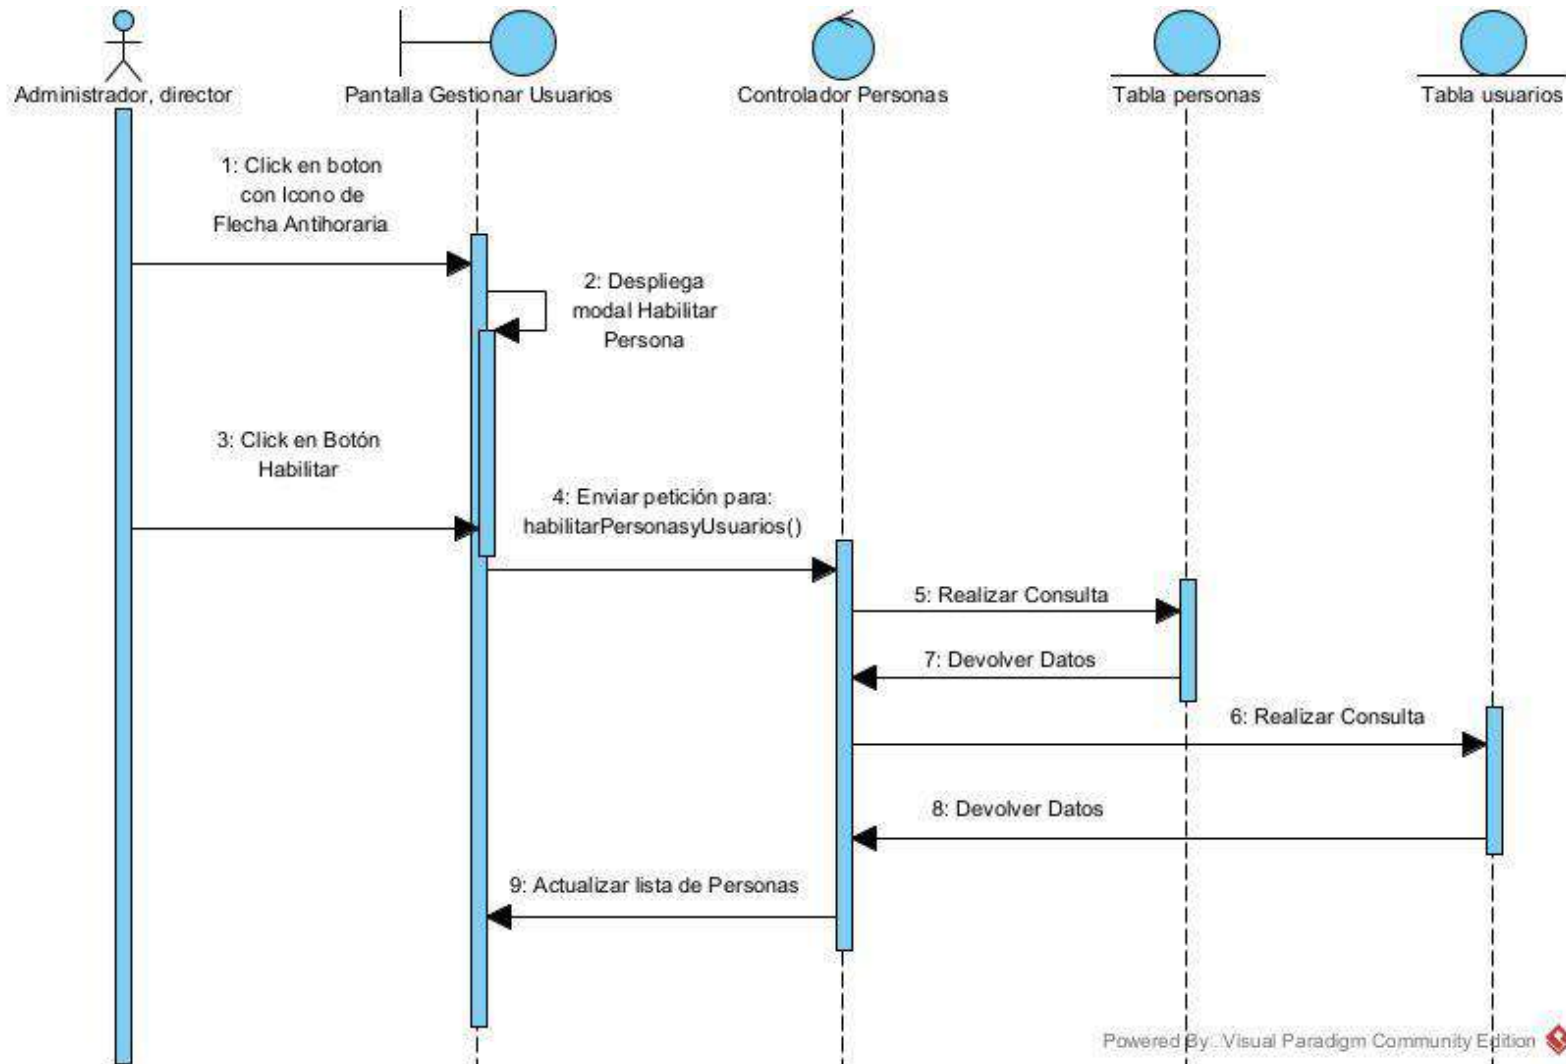 Administrador, director
Pantalla Gestionar Usuarios
Controlador Personas
Tabla personas
Tabla usuarios
1: Click en boton
con Icono de
Flecha Antihoraria
2: Despliega
modal Habilitar
Persona
3: Click en Botón
Habilitar
4: Enviar petición para:
habilitarPersonasyUsuarios()
5: Realizar Consulta
7: Devolver Datos
6: Realizar Consulta
8: Devolver Datos
9: Actualizar lista de Personas
Powered By: Visual Paradigm Community Edition